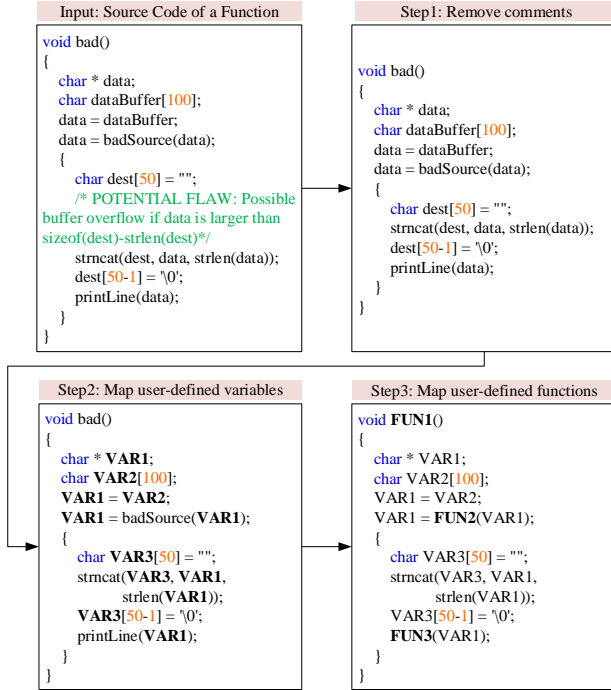 Input: Source Code of a Function
void bad()
{
char * data;
char dataBuffer[100];
data = dataBuffer;
data = badSource(data);
{
char dest[50] = "";
/* POTENTIAL FLAW: Possible
buffer overflow if data is larger than
sizeof(dest)-strlen(dest)*/
strncat(dest, data, strlen(data));
dest[50-1] = '\0';
printLine(data);
}
}
Step1: Remove comments
void bad()
{
char * data;
char dataBuffer[100];
data = dataBuffer;
data = badSource(data);
{
char dest[50] = "";
strncat(dest, data, strlen(data));
dest[50-1] = '\0';
printLine(data);
}
}
Step2: Map user-defined variables
void bad()
{
char * VAR1;
char VAR2[100];
VAR1 = VAR2;
VAR1 = badSource(VAR1);
{
char VAR3[50] = "";
strncat(VAR3, VAR1,
strlen(VAR1));
VAR3[50-1] = '\0';
printLine(VAR1);
}
}
Step3: Map user-defined functions
void FUN1()
{
char * VAR1;
char VAR2[100];
VAR1 = VAR2;
VAR1 = FUN2(VAR1);
{
char VAR3[50] = "";
strncat(VAR3, VAR1,
strlen(VAR1));
VAR3[50-1] = '\0';
FUN3(VAR1);
}
}